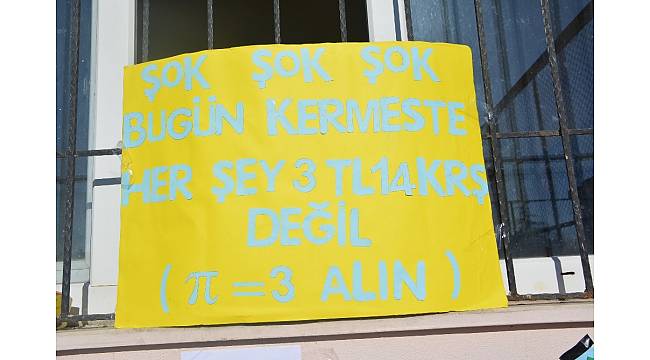 ŞOK ŞOK ŞOK
BUGÜN KERMESTE
HER ŞEY 3 TL 14 KRŞ
DEĞİL
( π = 3 ALIN )